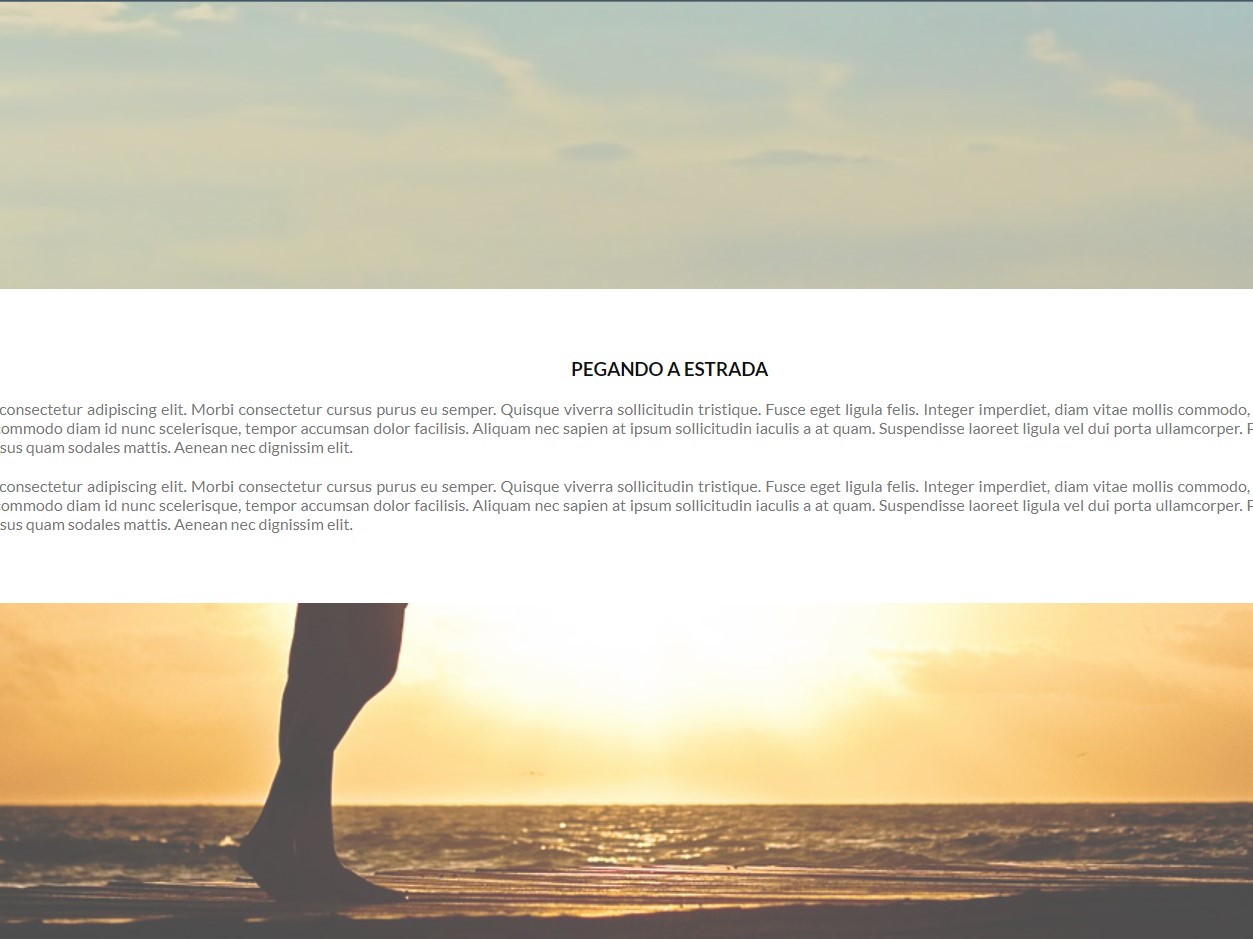 PEGANDO A ESTRADA
consectetur adipiscing elit. Morbi consectetur cursus purus eu semper. Quisque viverra sollicitudin tristique. Fusce eget ligula felis. Integer imperdiet, diam vitae mollis commodo,
commodo diam id nunc scelerisque, tempor accumsan dolor facilisis. Aliquam nec sapien at ipsum sollicitudin iaculis a at quam. Suspendisse laoreet ligula vel dui porta ullamcorper.
sus quam sodales mattis. Aenean nec dignissim elit.
consectetur adipiscing elit. Morbi consectetur cursus purus eu semper. Quisque viverra sollicitudin tristique. Fusce eget ligula felis. Integer imperdiet, diam vitae mollis commodo,
commodo diam id nunc scelerisque, tempor accumsan dolor facilisis. Aliquam nec sapien at ipsum sollicitudin iaculis a at quam. Suspendisse laoreet ligula vel dui porta ullamcorper.
sus quam sodales mattis. Aenean nec dignissim elit.